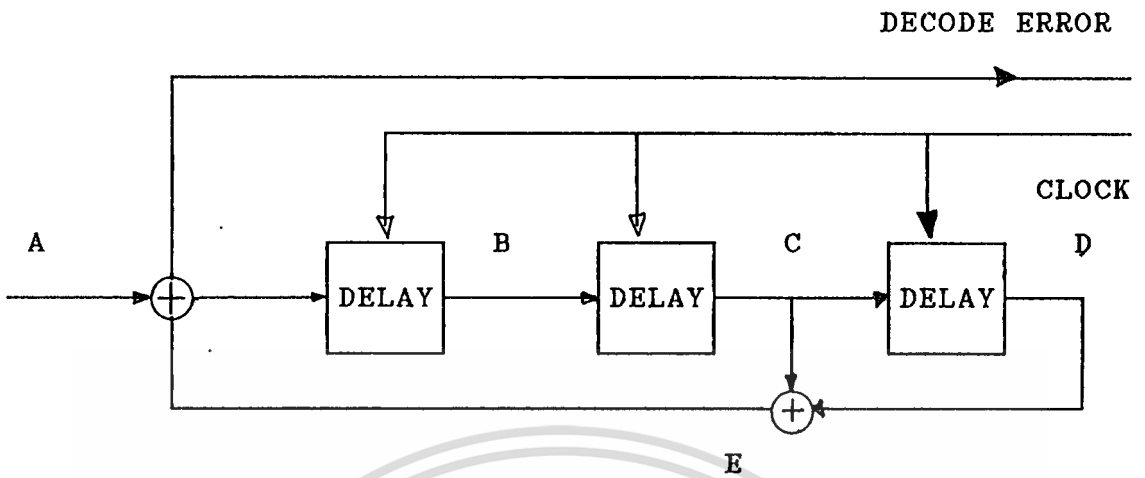 DECODE ERROR
CLOCK
A
B
C
D
DELAY
DELAY
DELAY
E